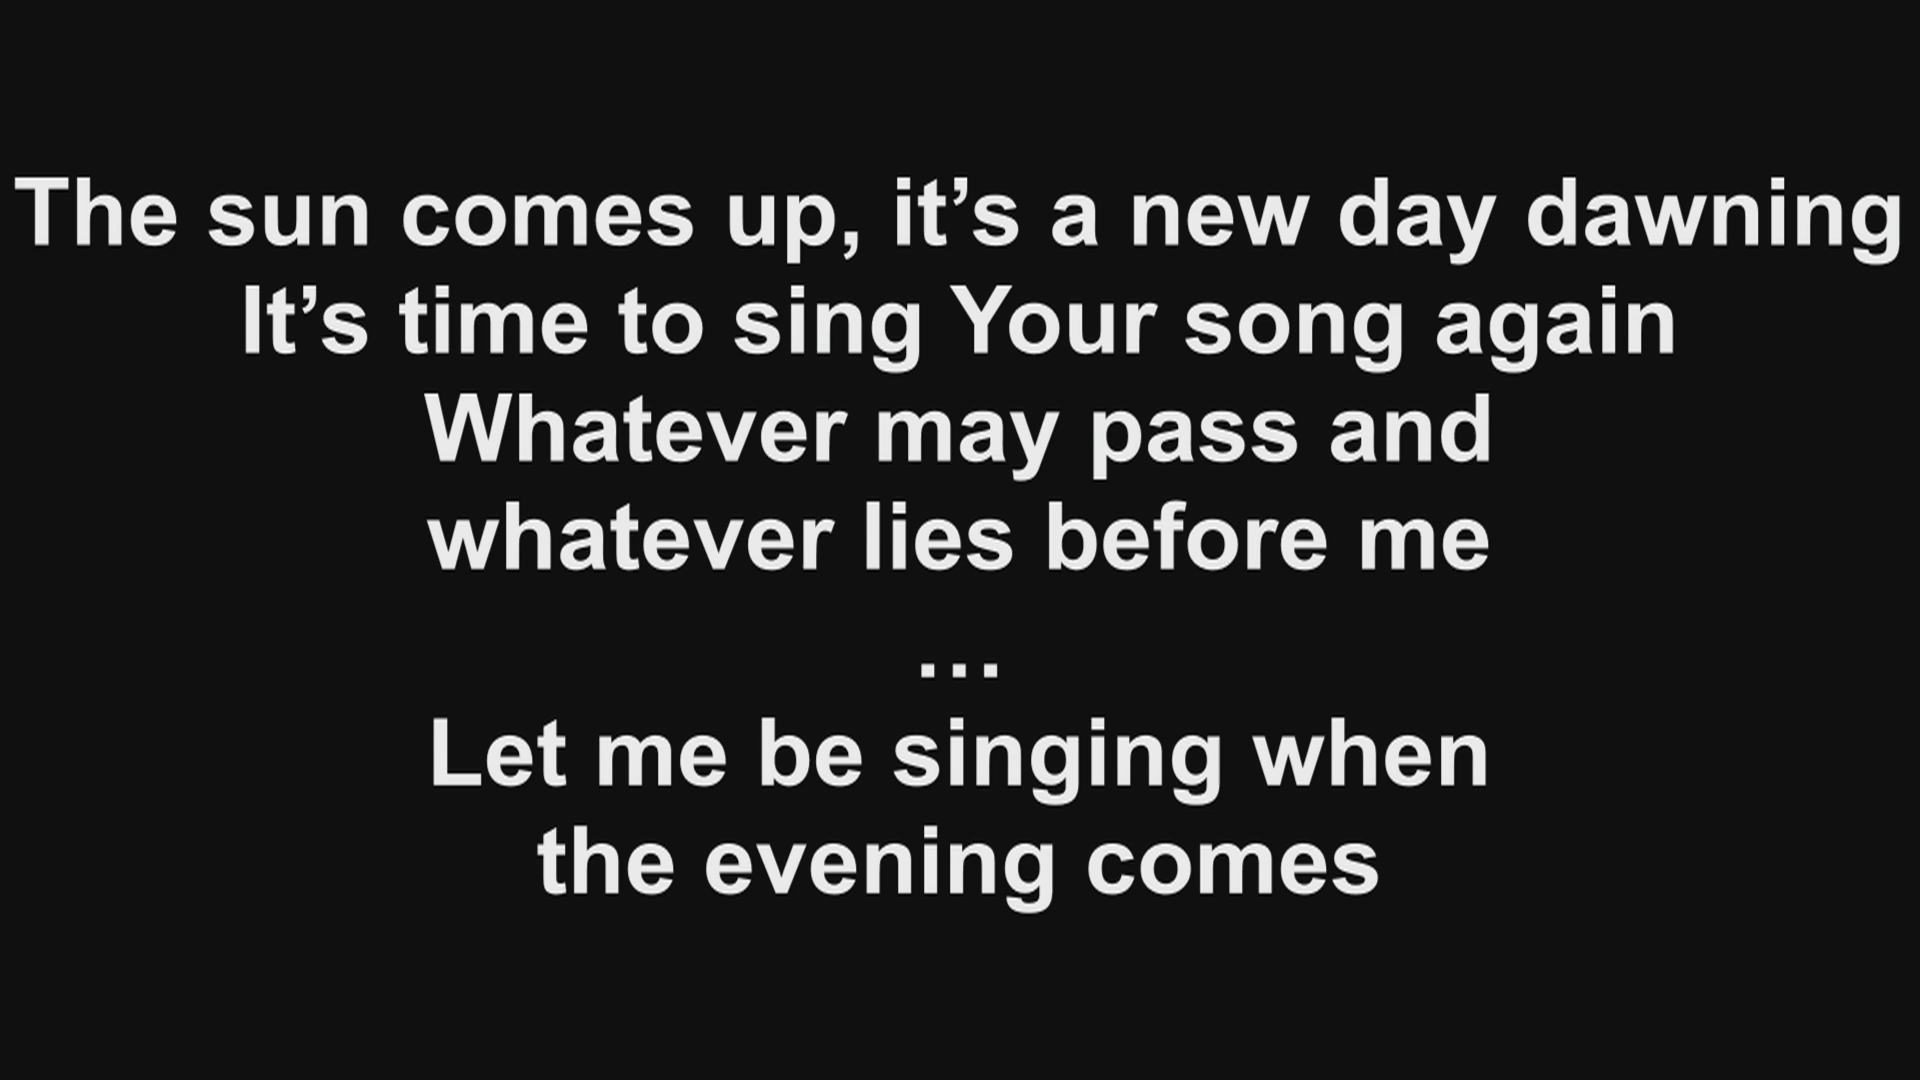 The sun comes up, it’s a new day dawning
It’s time to sing Your song again
Whatever may pass and
whatever lies before me
…
Let me be singing when
the evening comes